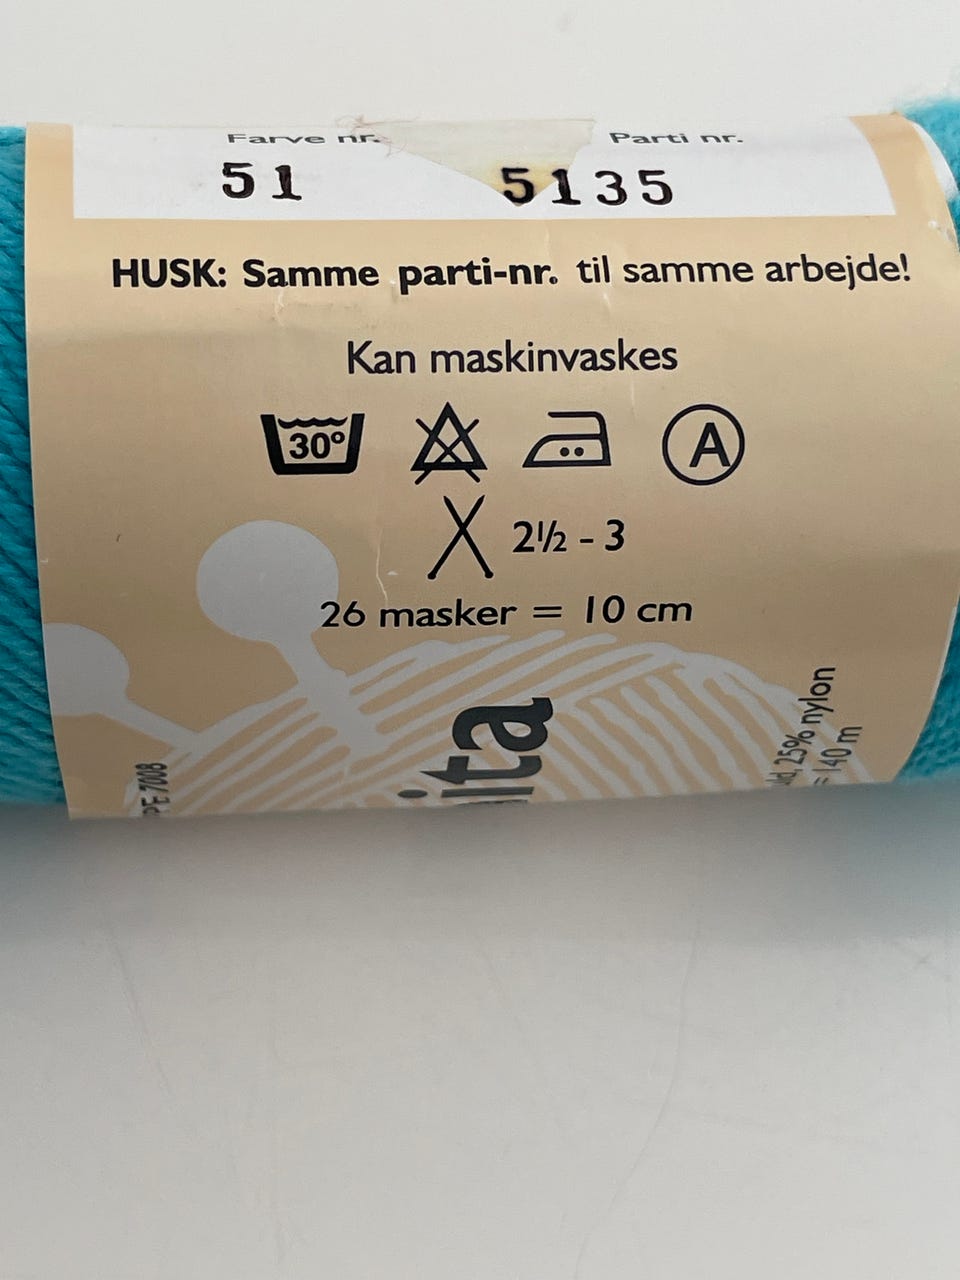 Farve nr.
Parti nr.
51
5135
HUSK: Samme parti-nr. til samme arbejde!
Kan maskinvaskes
30°
A
2½ - 3
26 masker = 10 cm
25% nylon
= 140 m